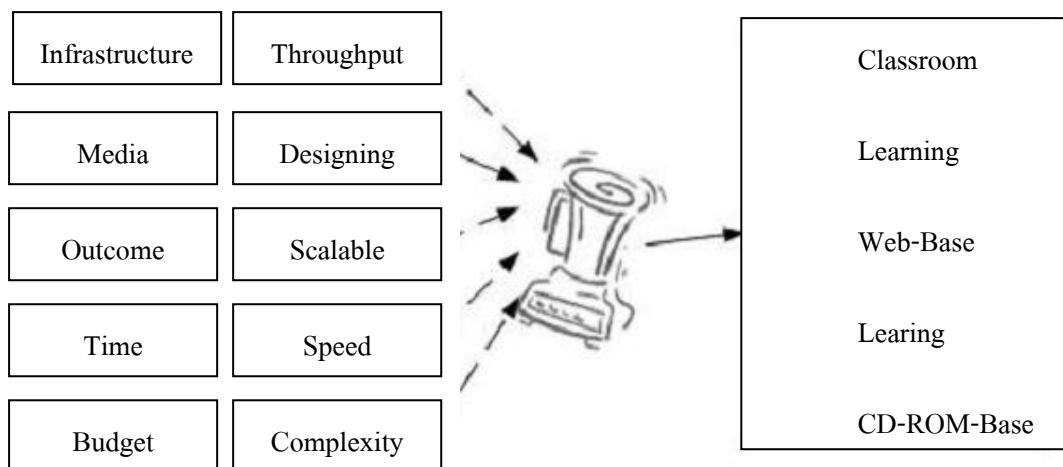 Infrastructure Throughput
Media Designing
Outcome Scalable
Time Speed
Budget Complexity
Classroom
Learning
Web-Base
Learing
CD-ROM-Base